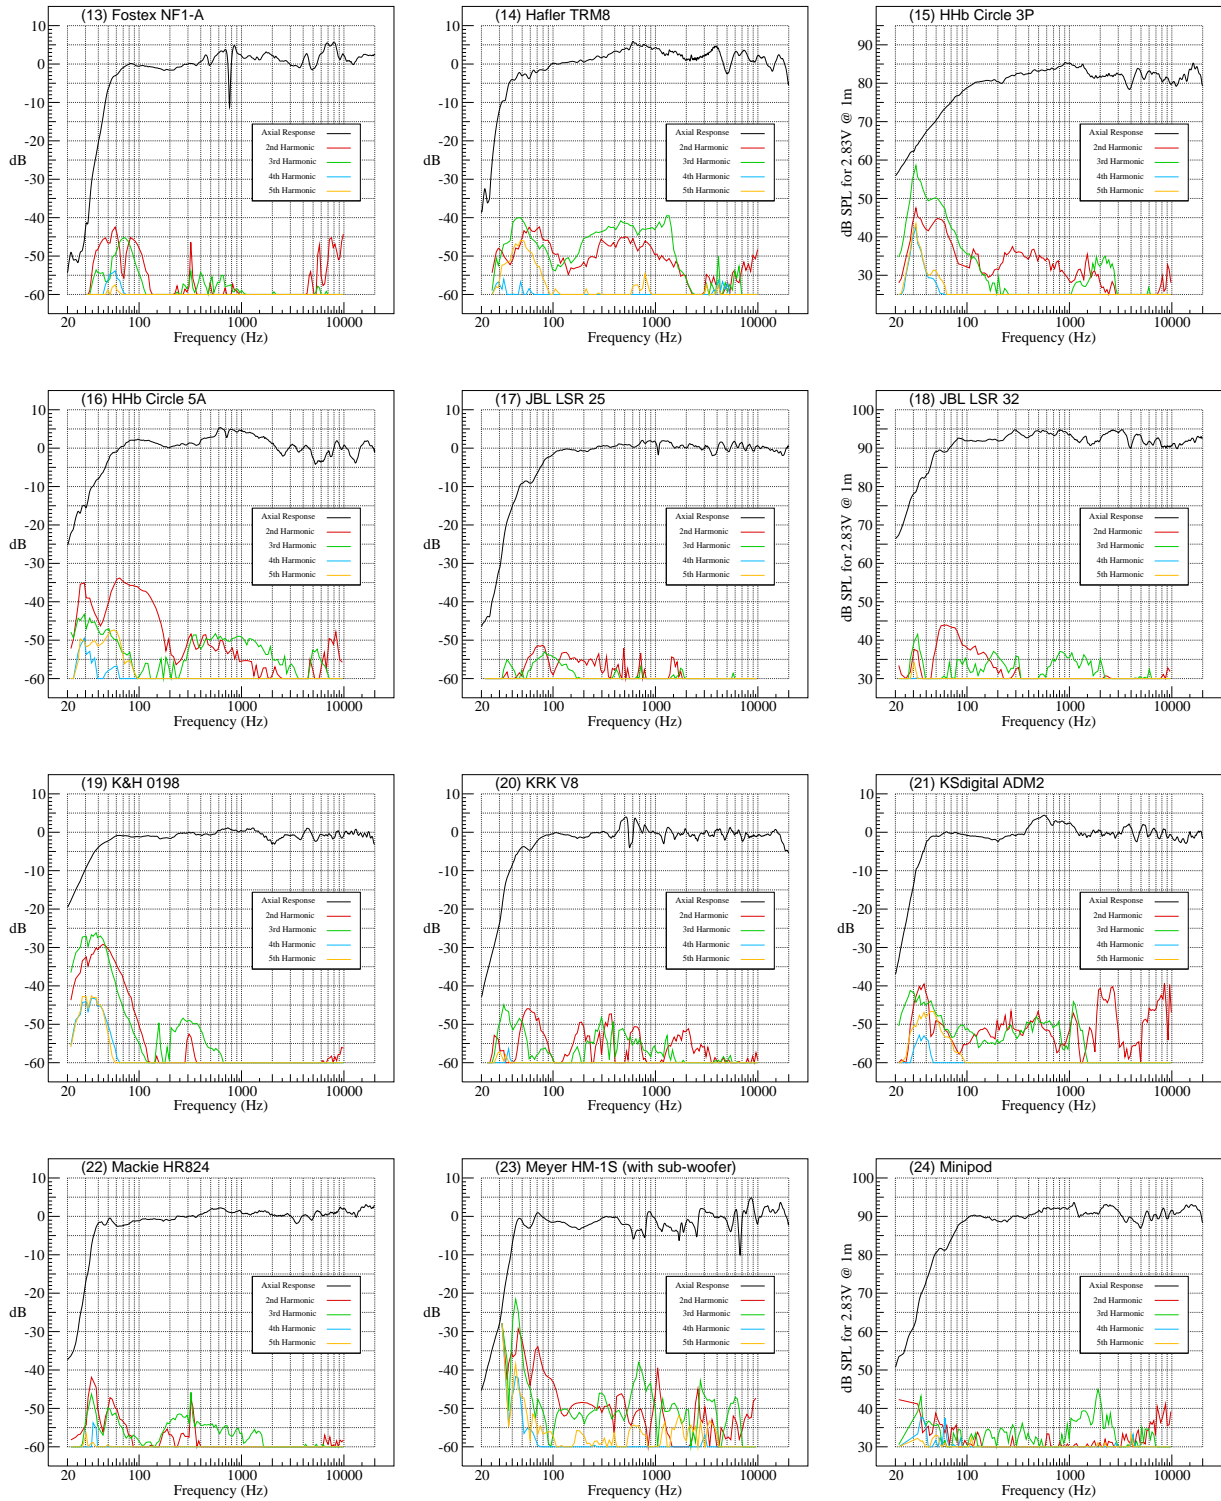 (13) Fostex NF1-A
10
0
-10
-20
dB
-30
-40
-50
-60
Axial Response
2nd Harmonic
3rd Harmonic
4th Harmonic
5th Harmonic
20 100 1000 10000
Frequency (Hz)
(14) Hafler TRM8
10
0
-10
-20
dB
-30
-40
-50
-60
Axial Response
2nd Harmonic
3rd Harmonic
4th Harmonic
5th Harmonic
20 100 1000 10000
Frequency (Hz)
(15) HHb Circle 3P
90
80
70
60
50
40
30
dB SPL for 2.83V @ 1m
Axial Response
2nd Harmonic
3rd Harmonic
4th Harmonic
5th Harmonic
20 100 1000 10000
Frequency (Hz)
(16) HHb Circle 5A
10
0
-10
-20
dB
-30
-40
-50
-60
Axial Response
2nd Harmonic
3rd Harmonic
4th Harmonic
5th Harmonic
20 100 1000 10000
Frequency (Hz)
(17) JBL LSR 25
10
0
-10
-20
dB
-30
-40
-50
-60
Axial Response
2nd Harmonic
3rd Harmonic
4th Harmonic
5th Harmonic
20 100 1000 10000
Frequency (Hz)
(18) JBL LSR 32
100
90
80
70
60
50
40
30
dB SPL for 2.83V @ 1m
Axial Response
2nd Harmonic
3rd Harmonic
4th Harmonic
5th Harmonic
20 100 1000 10000
Frequency (Hz)
(19) K&H 0198
10
0
-10
-20
dB
-30
-40
-50
-60
Axial Response
2nd Harmonic
3rd Harmonic
4th Harmonic
5th Harmonic
20 100 1000 10000
Frequency (Hz)
(20) KRK V8
10
0
-10
-20
dB
-30
-40
-50
-60
Axial Response
2nd Harmonic
3rd Harmonic
4th Harmonic
5th Harmonic
20 100 1000 10000
Frequency (Hz)
(21) KSdigital ADM2
10
0
-10
-20
dB
-30
-40
-50
-60
Axial Response
2nd Harmonic
3rd Harmonic
4th Harmonic
5th Harmonic
20 100 1000 10000
Frequency (Hz)
(22) Mackie HR824
10
0
-10
-20
dB
-30
-40
-50
-60
Axial Response
2nd Harmonic
3rd Harmonic
4th Harmonic
5th Harmonic
20 100 1000 10000
Frequency (Hz)
(23) Meyer HM-1S (with sub-woofer)
10
0
-10
-20
dB
-30
-40
-50
-60
Axial Response
2nd Harmonic
3rd Harmonic
4th Harmonic
5th Harmonic
20 100 1000 10000
Frequency (Hz)
(24) Minipod
100
90
80
70
60
50
40
30
dB SPL for 2.83V @ 1m
Axial Response
2nd Harmonic
3rd Harmonic
4th Harmonic
5th Harmonic
20 100 1000 10000
Frequency (Hz)